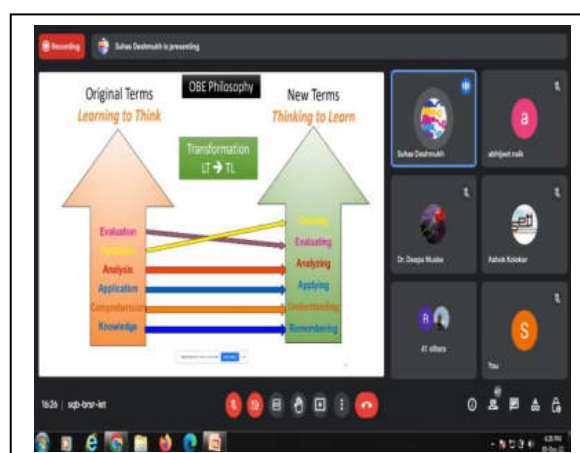 Recording
Suhas Deshmukh is presenting
OBE Philosophy
Original Terms
Learning to Think
New Terms
Thinking to Learn
Transformation
LT → TL
Evaluation
Analysis
Application
Comprehension
Knowledge
Creating
Evaluating
Analyzing
Applying
Understanding
Remembering
Suhas Deshmukh
a
abhijeet naik
Dr. Deepa Muske
Ashok Kolekar
R
41 others
S
You
16:26 | sqb-brsr-iet